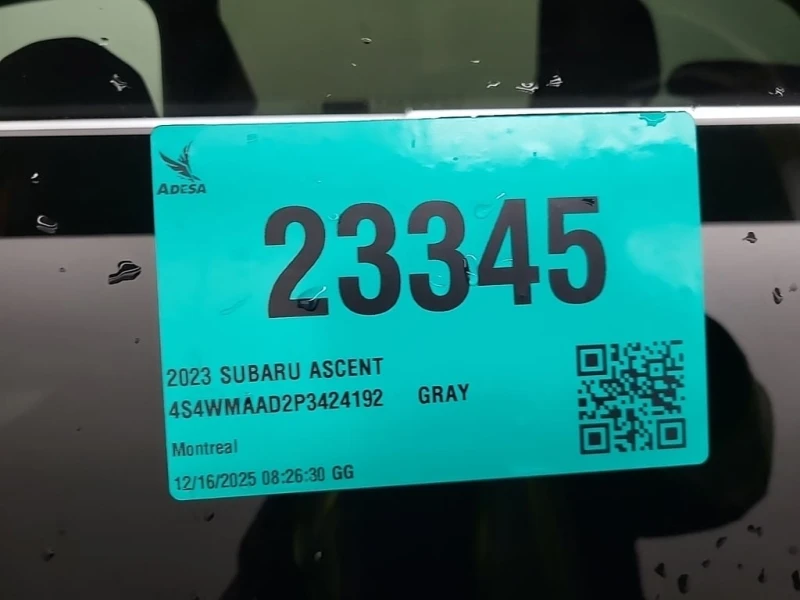 ADESA
23345
2023 SUBARU ASCENT
4S4WMAAD2P3424192 GRAY
Montreal
12/16/2025 08:26:30 GG